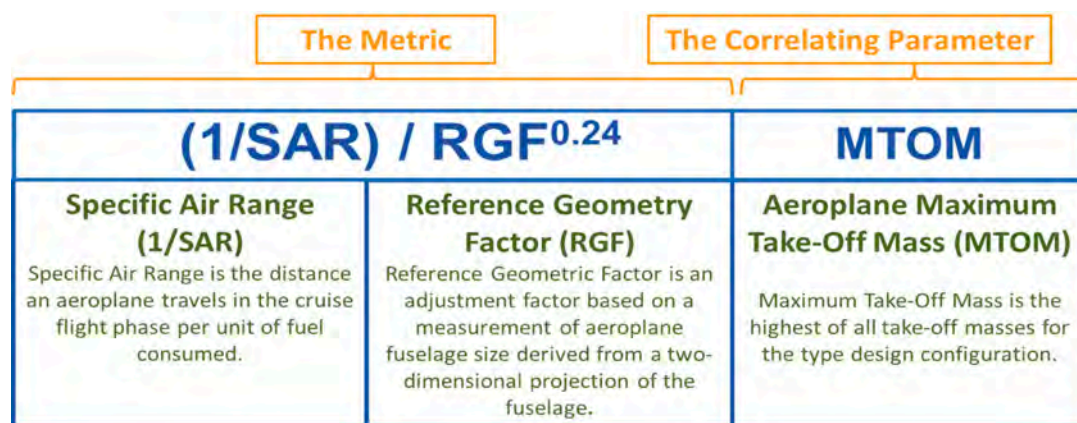 The Metric
The Correlating Parameter
(1/SAR) / RGF^0.24
MTOM
Specific Air Range
(1/SAR)
Specific Air Range is the distance
an aeroplane travels in the cruise
flight phase per unit of fuel
consumed.
Reference Geometry
Factor (RGF)
Reference Geometric Factor is an
adjustment factor based on a
measurement of aeroplane
fuselage size derived from a two-
dimensional projection of the
fuselage.
Aeroplane Maximum
Take-Off Mass (MTOM)
Maximum Take-Off Mass is the
highest of all take-off masses for
the type design configuration.